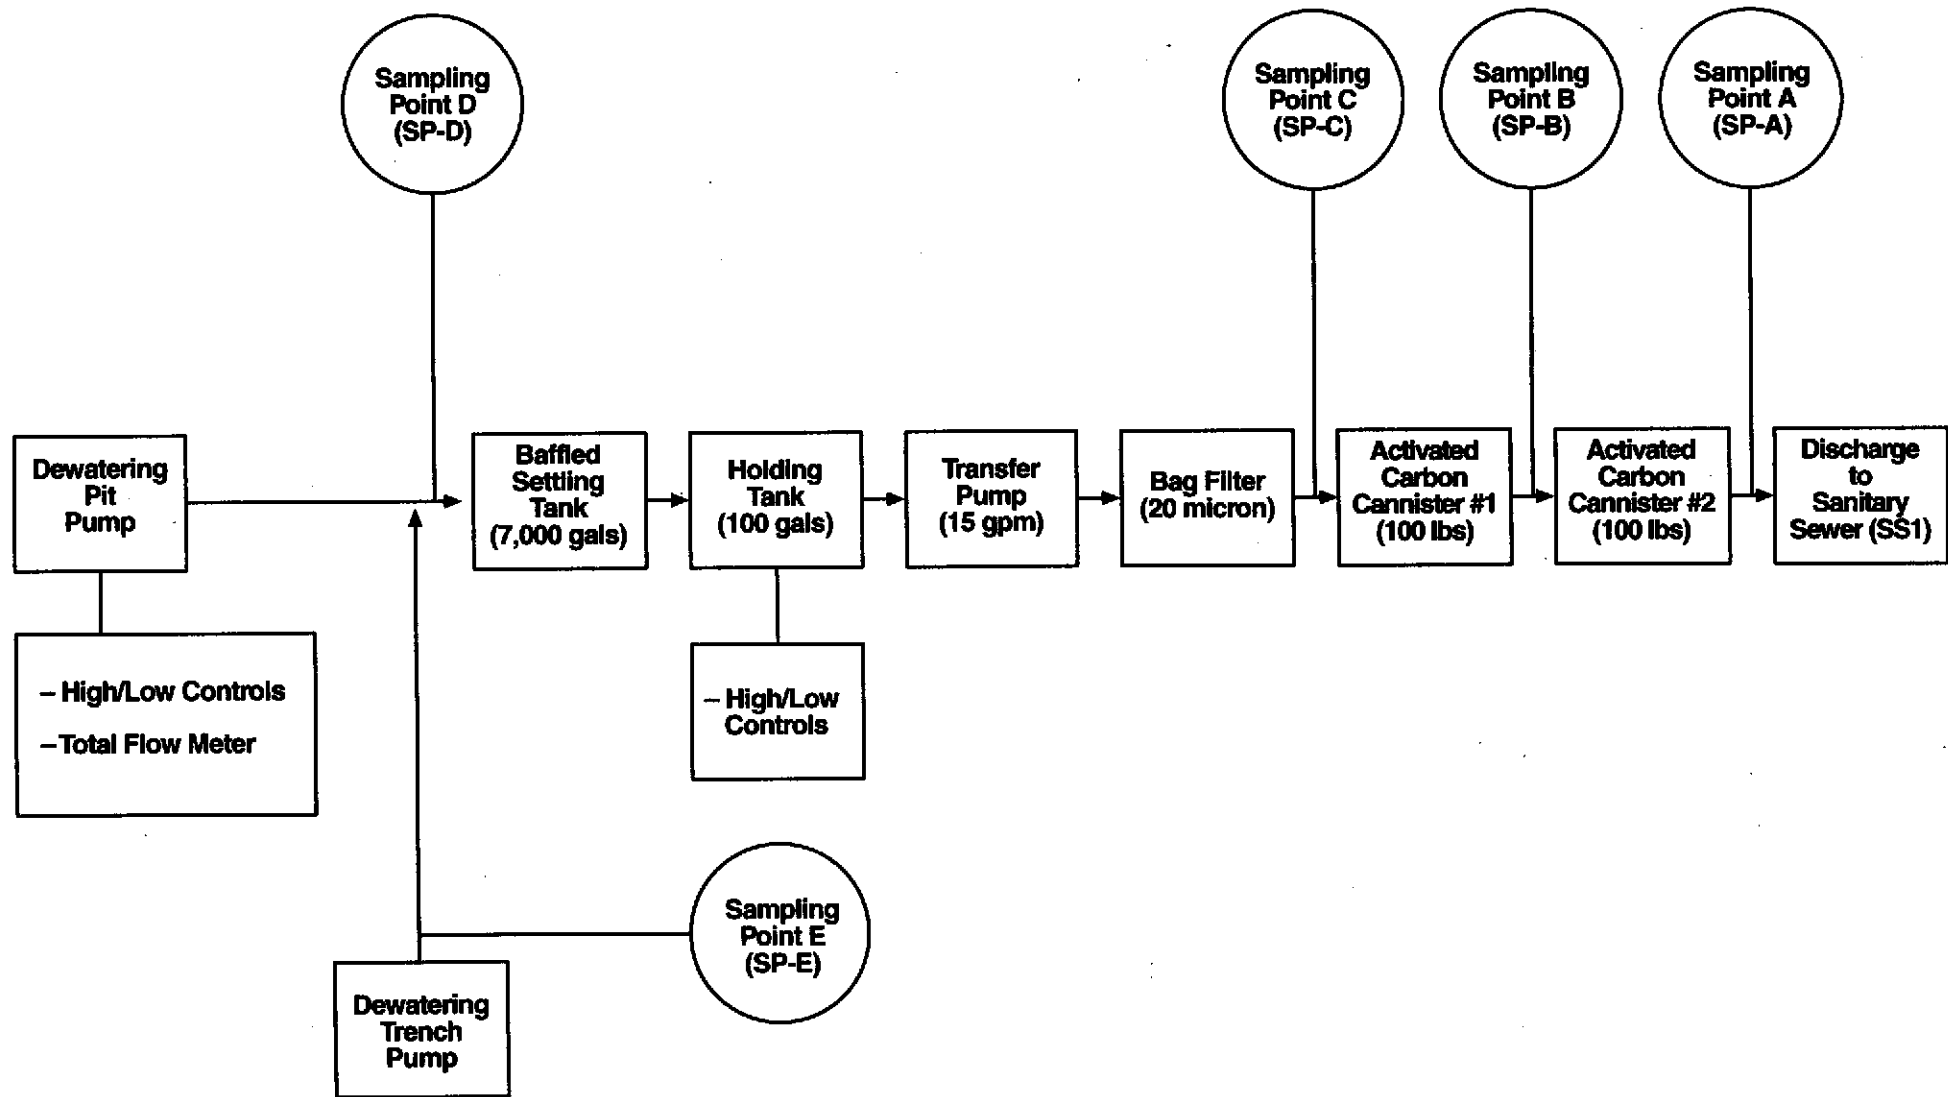 Sampling
Point D
(SP-D)
Sampling
Point C
(SP-C)
Sampling
Point B
(SP-B)
Sampling
Point A
(SP-A)
Dewatering
Pit
Pump
Baffled
Settling
Tank
(7,000 gals)
Holding
Tank
(100 gals)
Transfer
Pump
(15 gpm)
Bag Filter
(20 micron)
Activated
Carbon
Cannister #1
(100 lbs)
Activated
Carbon
Cannister #2
(100 lbs)
Discharge
to
Sanitary
Sewer (SS1)
– High/Low Controls
– Total Flow Meter
– High/Low
Controls
Sampling
Point E
(SP-E)
Dewatering
Trench
Pump